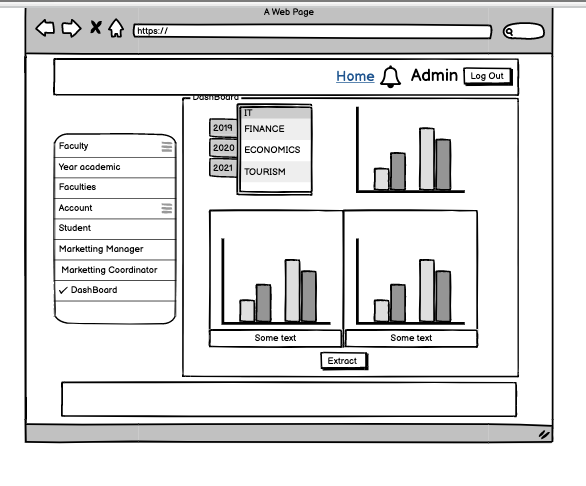 A Web Page
https://
Home Admin Log Out
DashBoard
IT
2019 FINANCE
2020 ECONOMICS
2021 TOURISM
Faculty
Year academic
Faculties
Account
Student
Marketting Manager
Marketting Coordinator
DashBoard
Some text Some text
Extract